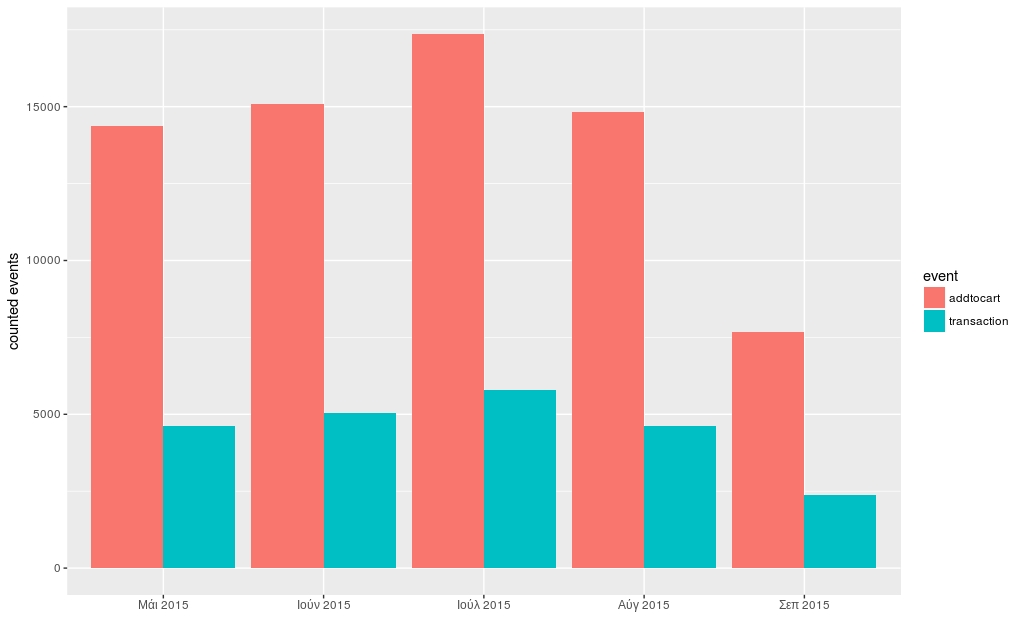 counted events
15000
10000
5000
0
Μάι 2015
Ιούν 2015
Ιούλ 2015
Αύγ 2015
Σεπ 2015
event
addtocart
transaction